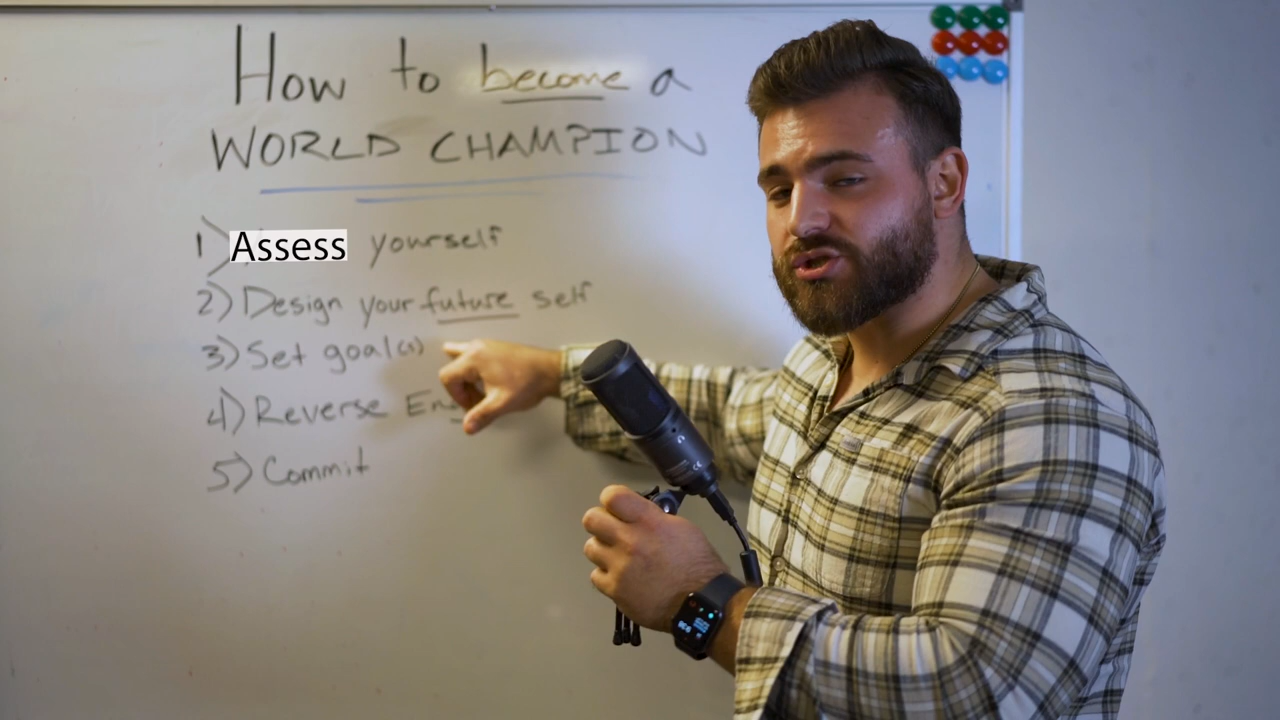 How to become a
WORLD CHAMPION
1) Assess yourself
2) Design your future self
3) Set goal(s)
4) Reverse
5) Commit